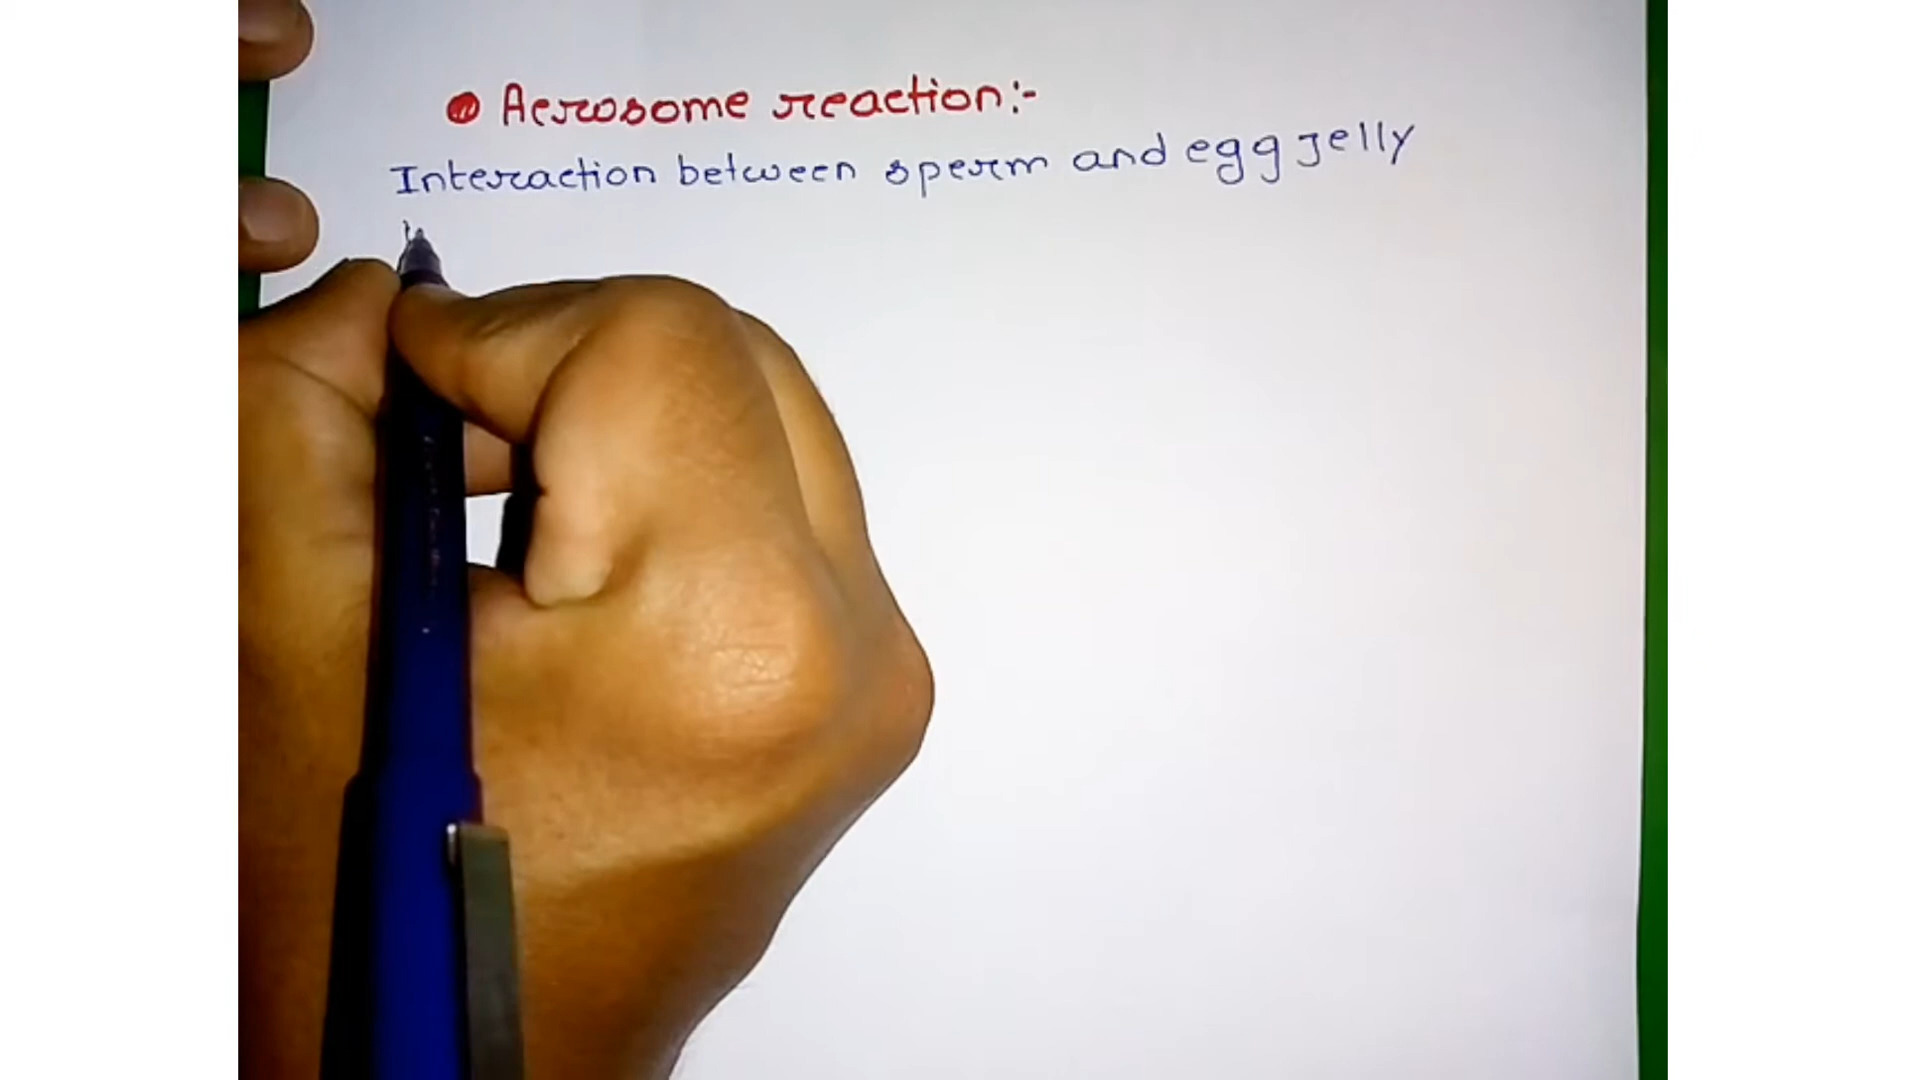 Acrosome reaction:-
Interaction between sperm and egg jelly